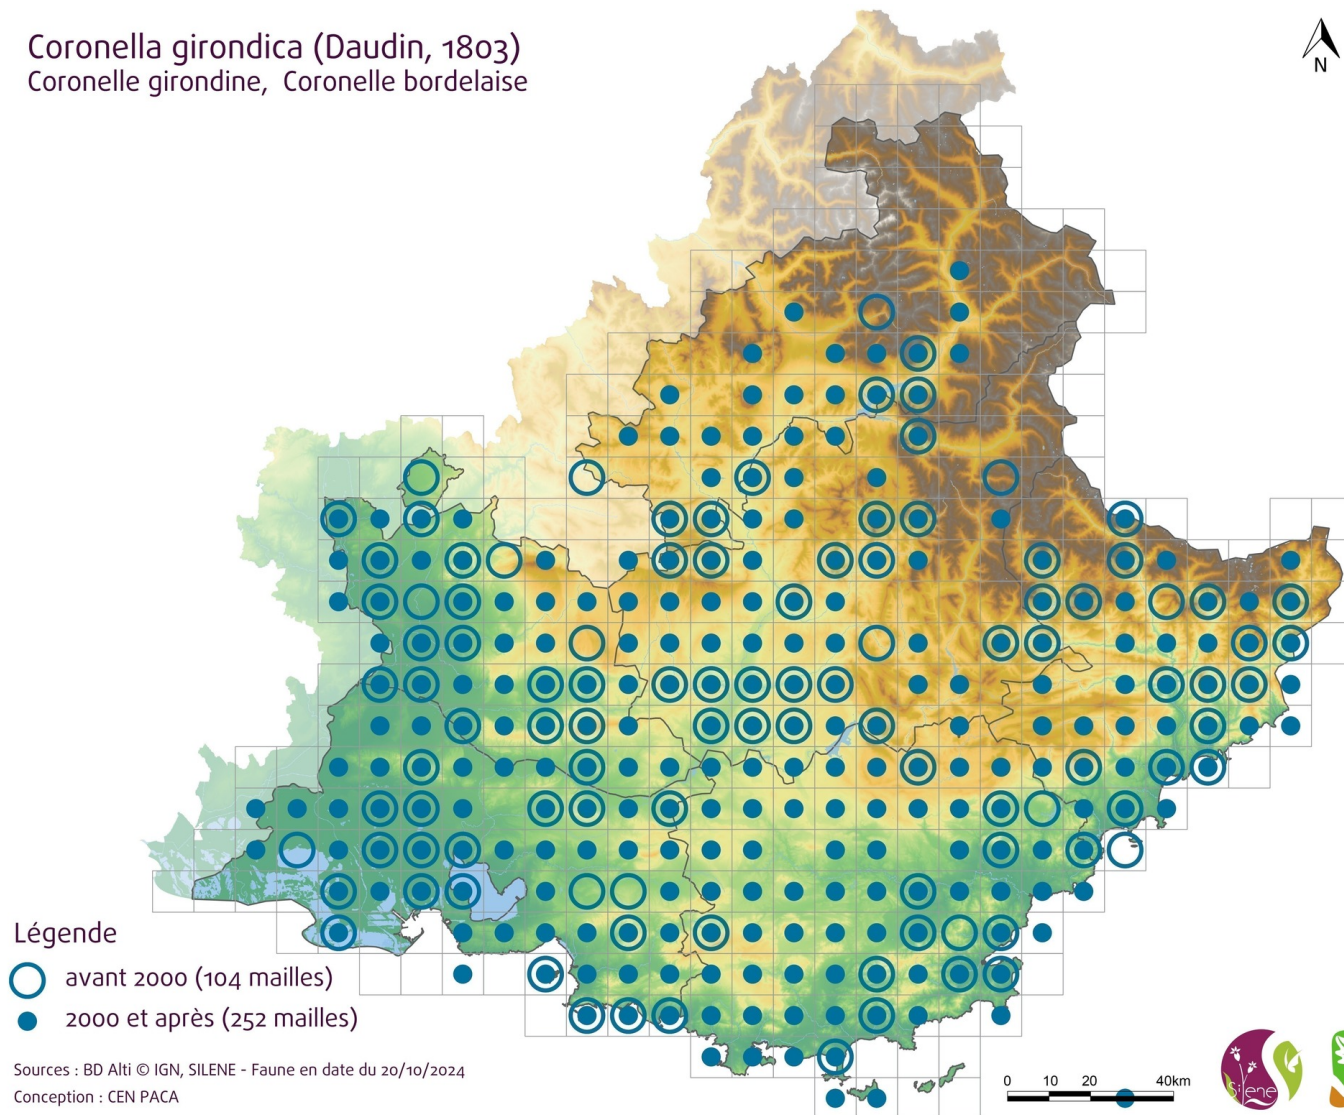 Coronella girondica (Daudin, 1803)
Coronelle girondine, Coronelle bordelaise
N
Légende
avant 2000 (104 mailles)
2000 et après (252 mailles)
Sources : BD Alti © IGN, SILENE - Faune en date du 20/10/2024
Conception : CEN PACA
0 10 20 40km
Silene